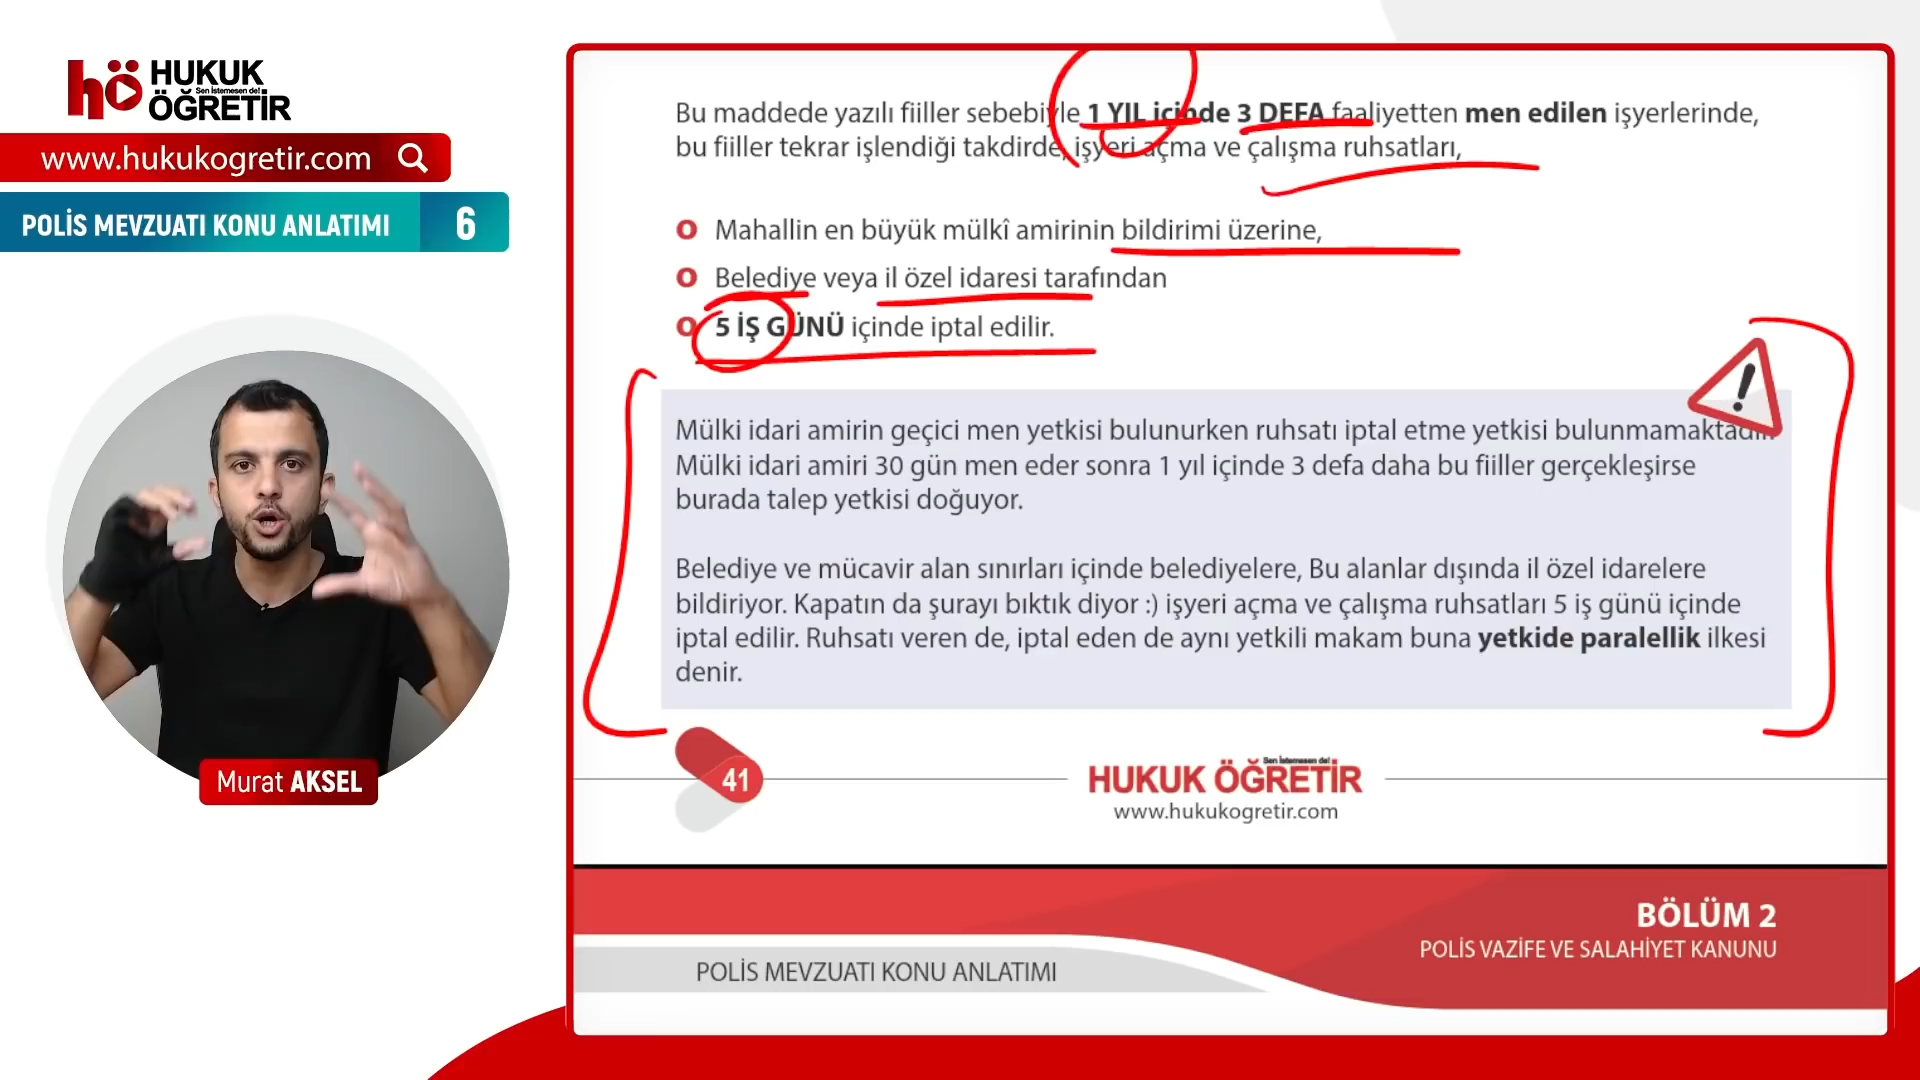 hö HUKUK
Sen İstemesen de!
ÖĞRETİR
www.hukukogretir.com
POLİS MEVZUATI KONU ANLATIMI 6
Murat AKSEL
Bu maddede yazılı fiiller sebebiyle 1 YIL içinde 3 DEFA faaliyetten men edilen işyerlerinde,
bu fiiller tekrar işlendiği takdirde, işyeri açma ve çalışma ruhsatları,
Mahallin en büyük mülkî amirinin bildirimi üzerine,
Belediye veya il özel idaresi tarafından
5 İŞ GÜNÜ içinde iptal edilir.
Mülki idari amirin geçici men yetkisi bulunurken ruhsatı iptal etme yetkisi bulunmamaktadır.
Mülki idari amiri 30 gün men eder sonra 1 yıl içinde 3 defa daha bu fiiller gerçekleşirse
burada talep yetkisi doğuyor.
Belediye ve mücavir alan sınırları içinde belediyelere, Bu alanlar dışında il özel idarelere
bildiriyor. Kapatın da şurayı bıktık diyor :) işyeri açma ve çalışma ruhsatları 5 iş günü içinde
iptal edilir. Ruhsatı veren de, iptal eden de aynı yetkili makam buna yetkide paralellik ilkesi
denir.
41
Sen İstemesen de!
HUKUK ÖĞRETİR
www.hukukogretir.com
BÖLÜM 2
POLİS VAZİFE VE SALAHİYET KANUNU
POLİS MEVZUATI KONU ANLATIMI